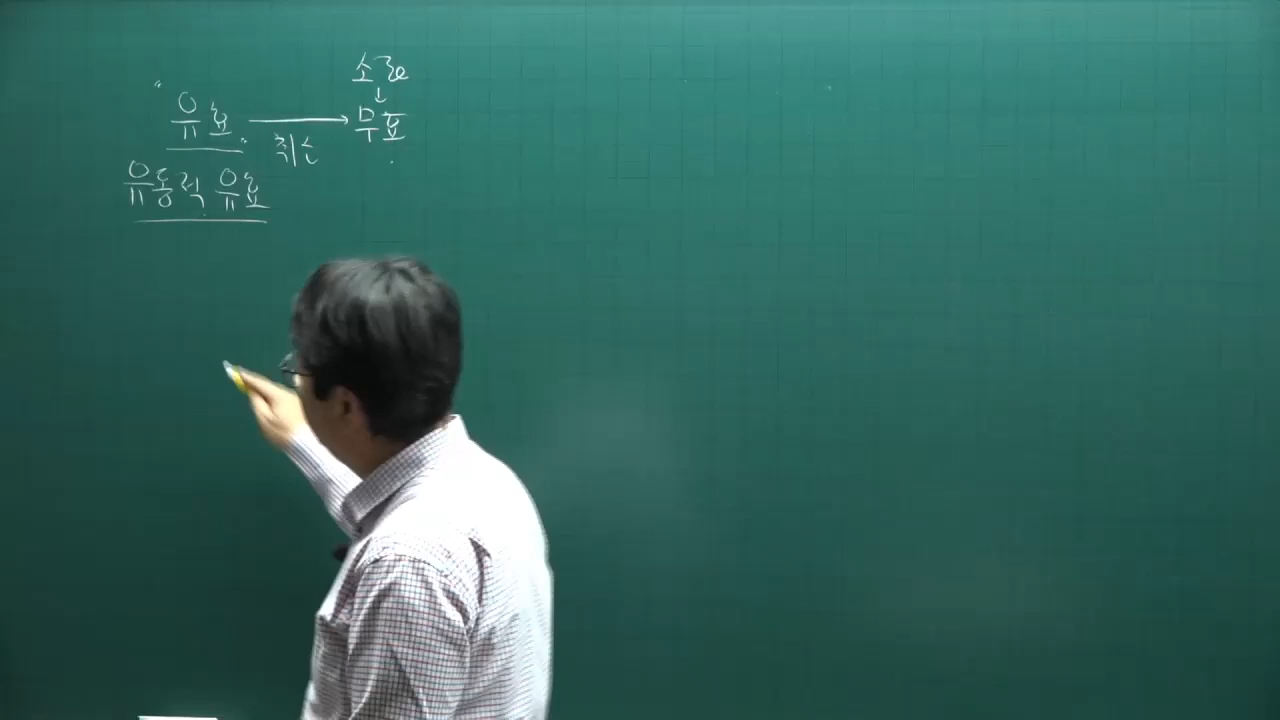 소급
↓
"유효" → 무효
취소
유동적 유효